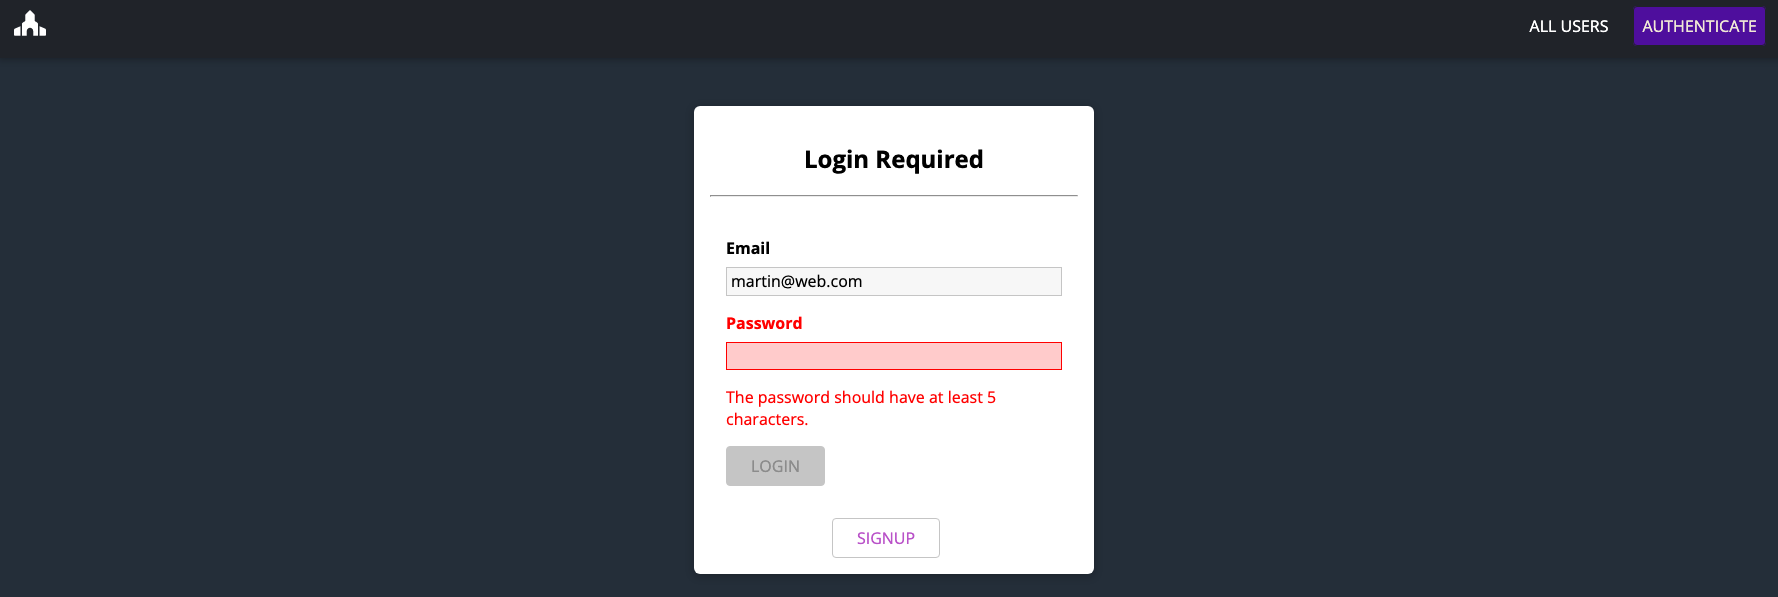 ALL USERS
AUTHENTICATE
Login Required
Email
martin@web.com
Password
The password should have at least 5
characters.
LOGIN
SIGNUP